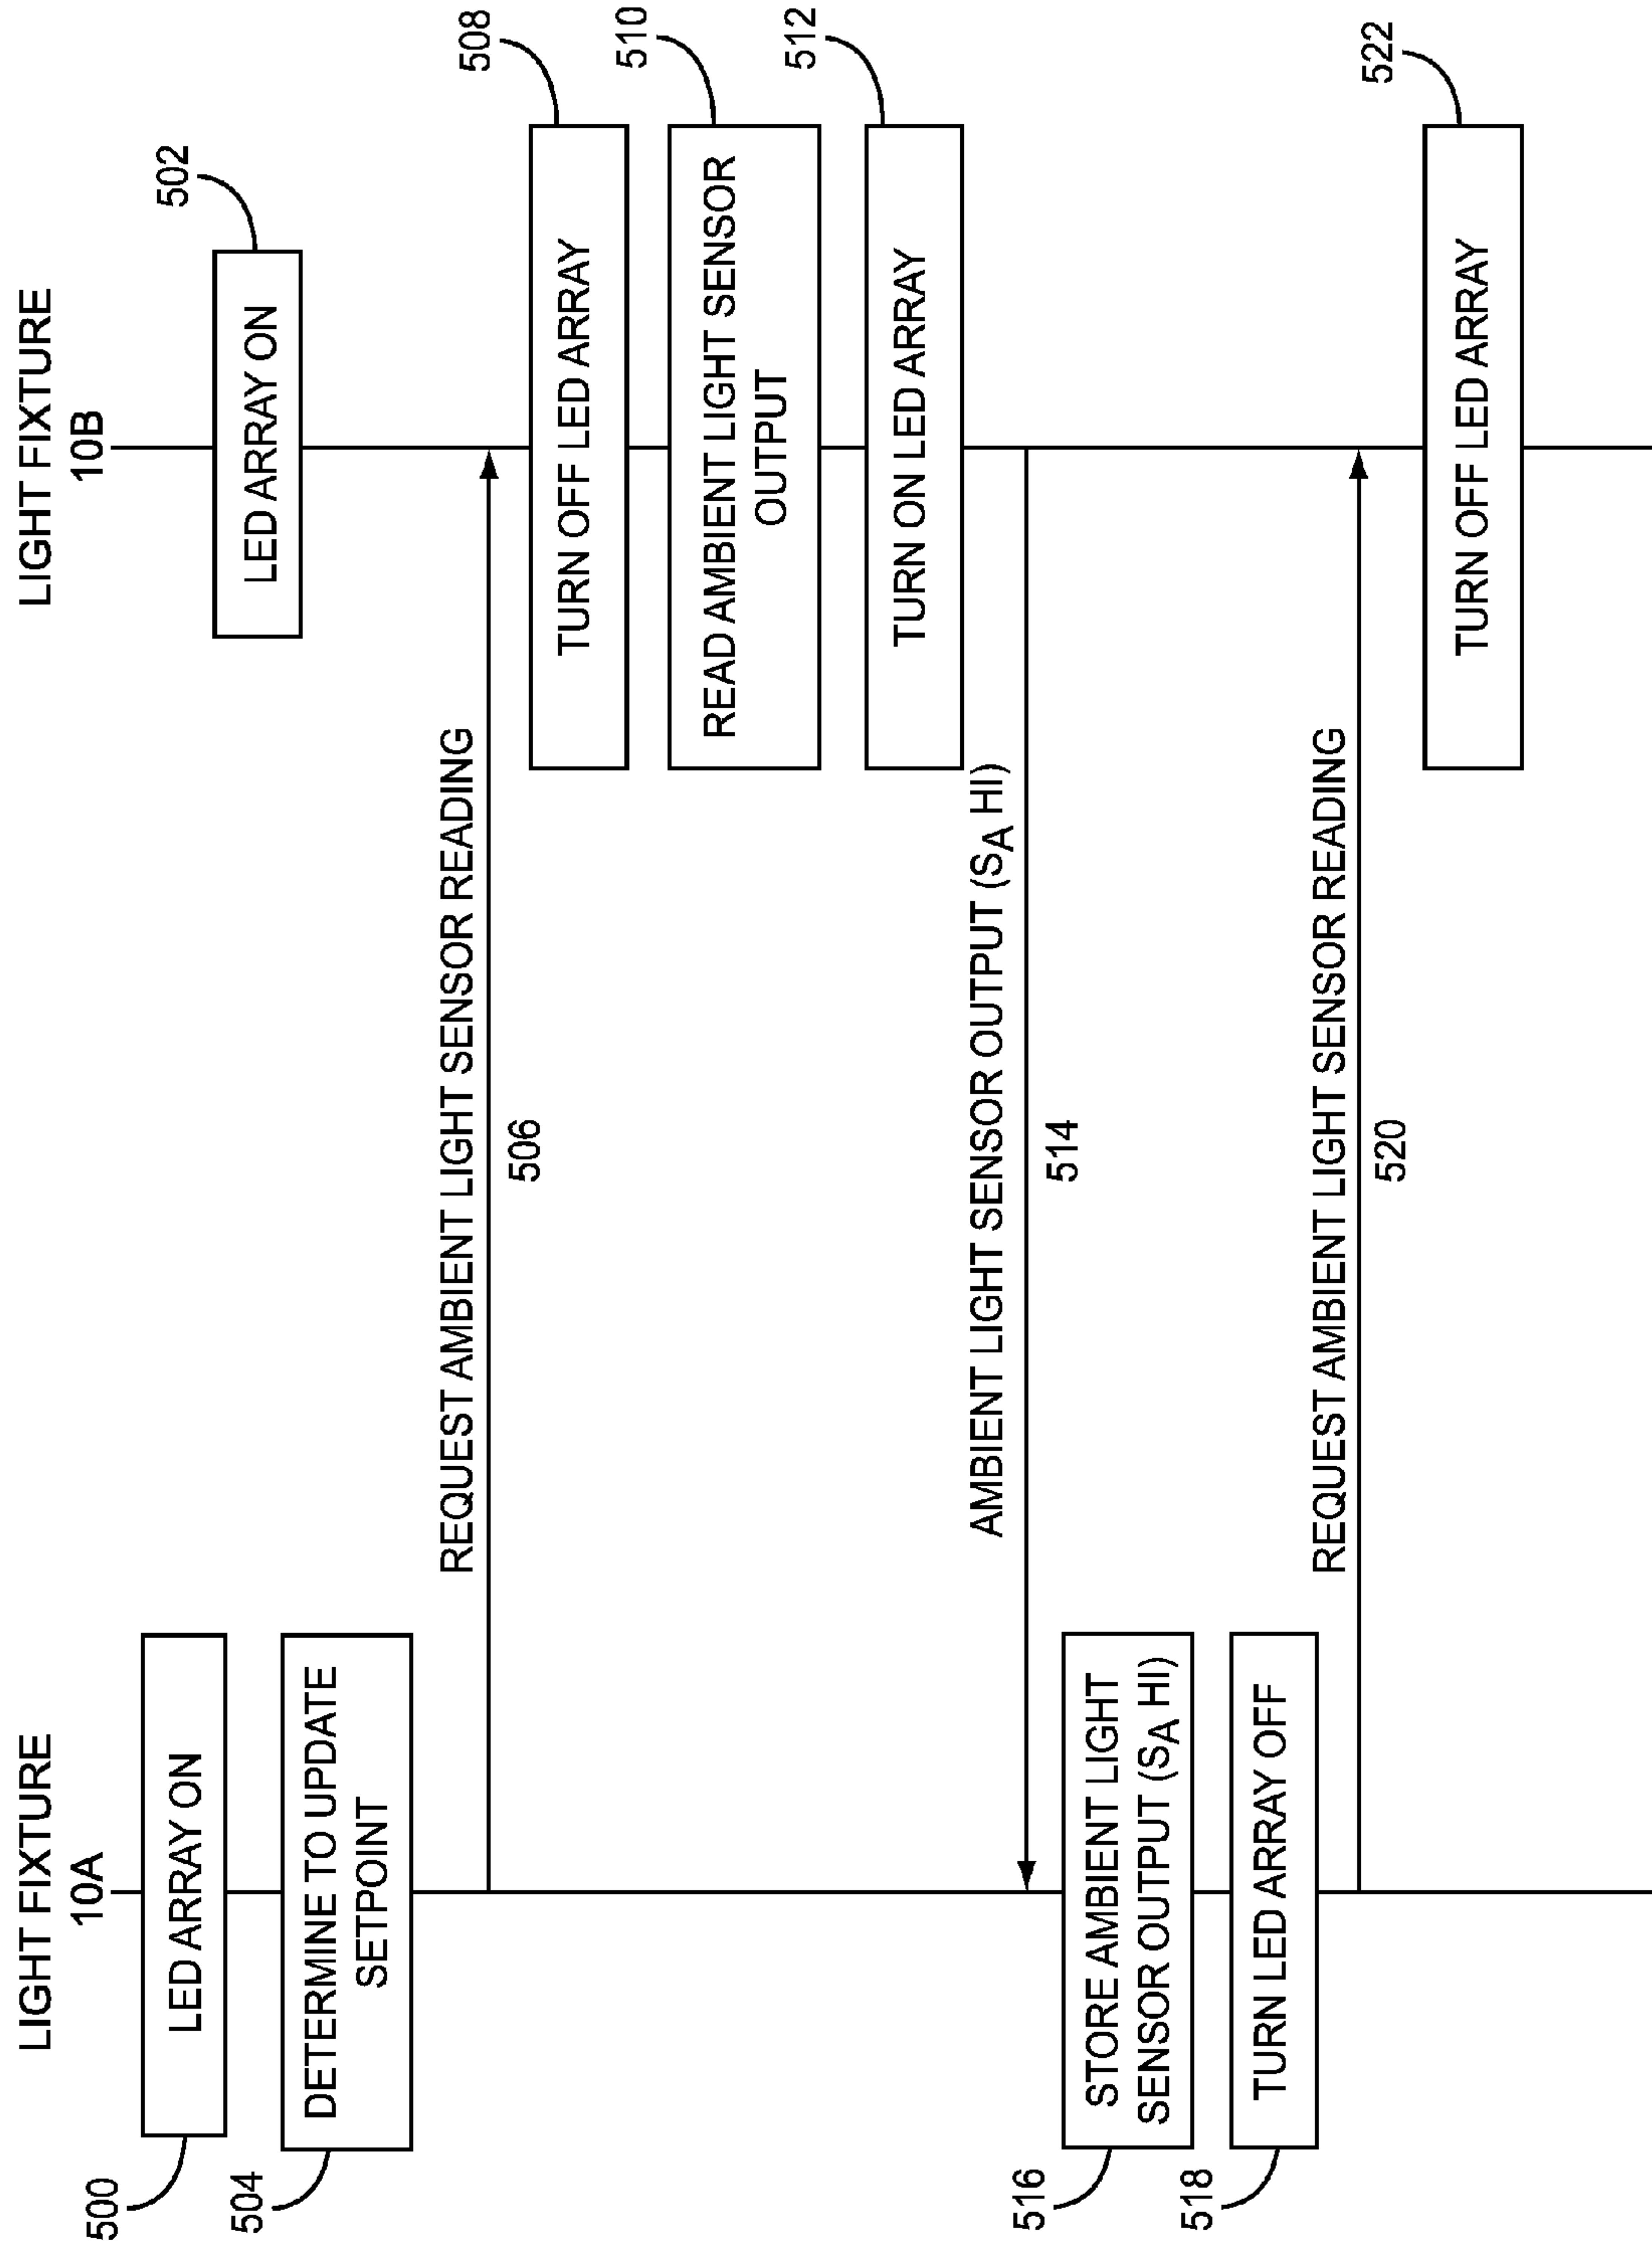 LIGHT FIXTURE
10A
LIGHT FIXTURE
10B
500
LED ARRAY ON
502
LED ARRAY ON
504
DETERMINE TO UPDATE
SETPOINT
REQUEST AMBIENT LIGHT SENSOR READING
506
508
TURN OFF LED ARRAY
510
READ AMBIENT LIGHT SENSOR
OUTPUT
512
TURN ON LED ARRAY
AMBIENT LIGHT SENSOR OUTPUT (SA HI)
514
516
STORE AMBIENT LIGHT
SENSOR OUTPUT (SA HI)
518
TURN LED ARRAY OFF
REQUEST AMBIENT LIGHT SENSOR READING
520
522
TURN OFF LED ARRAY